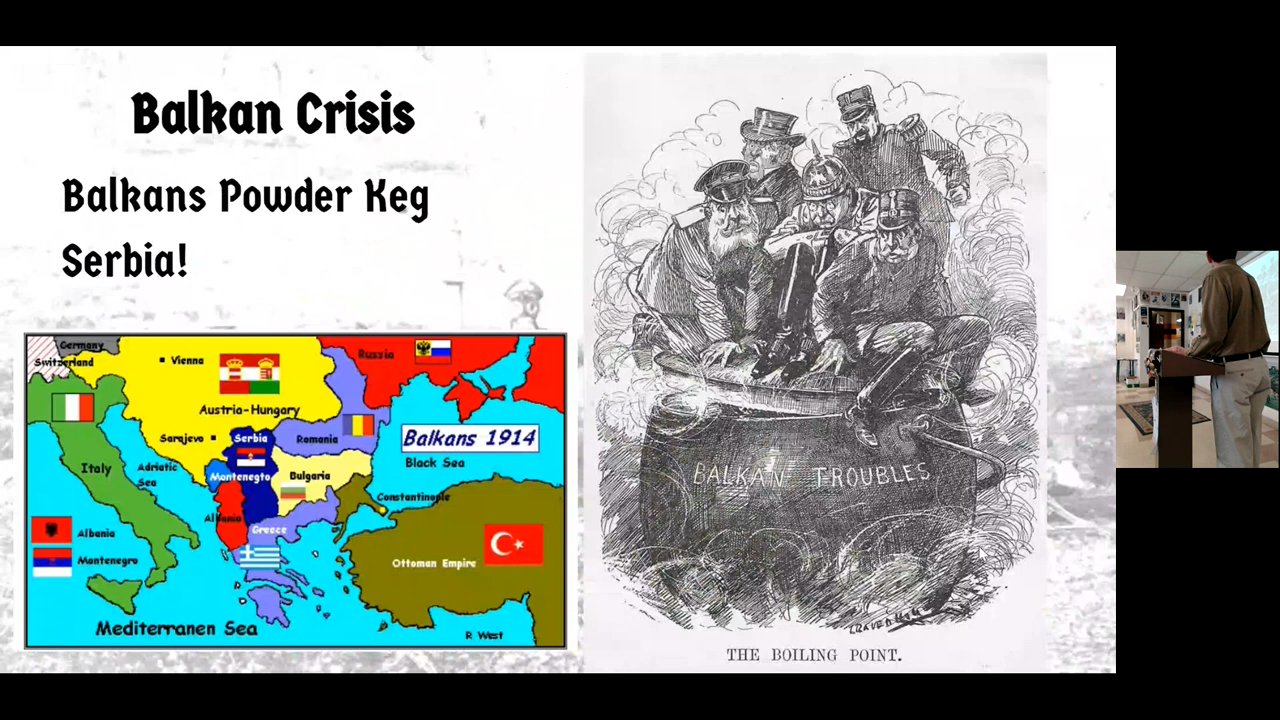 Balkan Crisis
Balkans Powder Keg
Serbia!
Germany
Switzerland
Vienna
Russia
Austria-Hungary
Sarajevo
Serbia
Romania
Balkans 1914
Black Sea
Italy
Adriatic
Sea
Montenegto
Bulgaria
Constantinople
Albania
Greece
Albania
Montenegro
Ottoman Empire
Mediterranen Sea
R West
BALKAN TROUBLES
THE BOILING POINT.